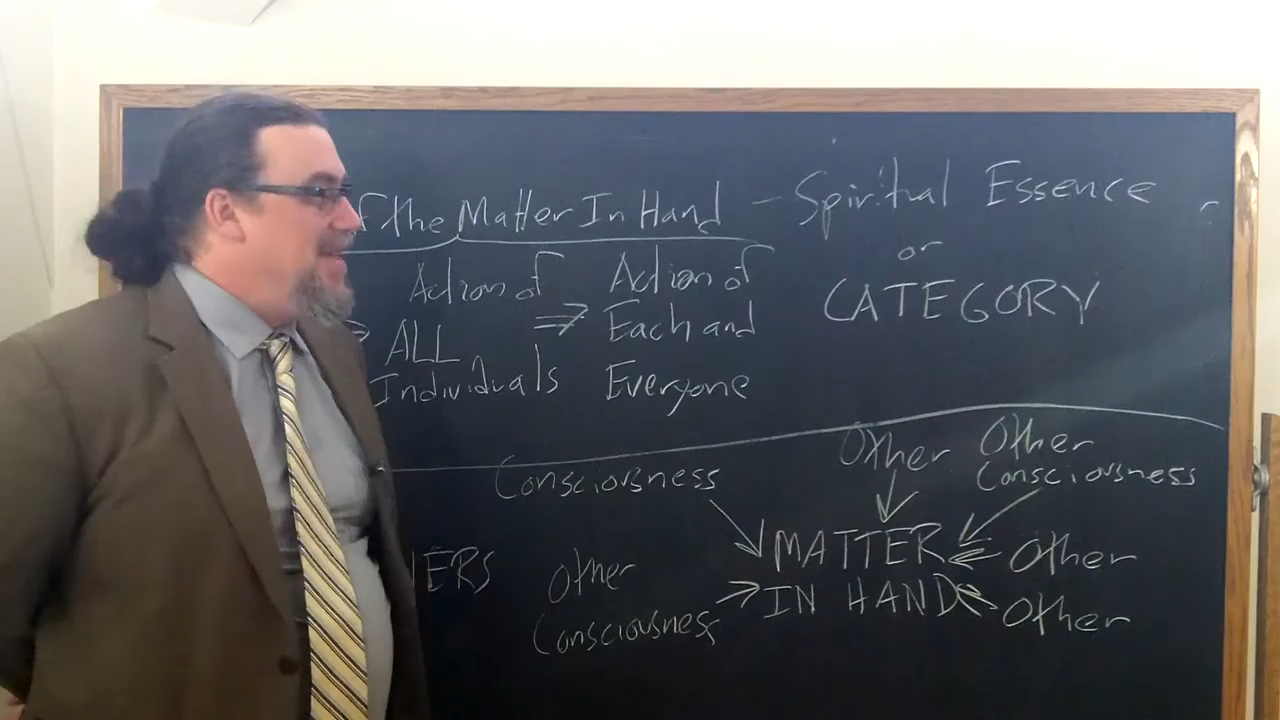 f the Matter In Hand – Spiritual Essence
or
CATEGORY
Action of
⇒ ALL
Individuals
⇒ Action of
Each and
Everyone
Consciousness
Other
Other
Consciousness
MATTER
IN HAND
HERS
Other
Consciousness
Other
Other